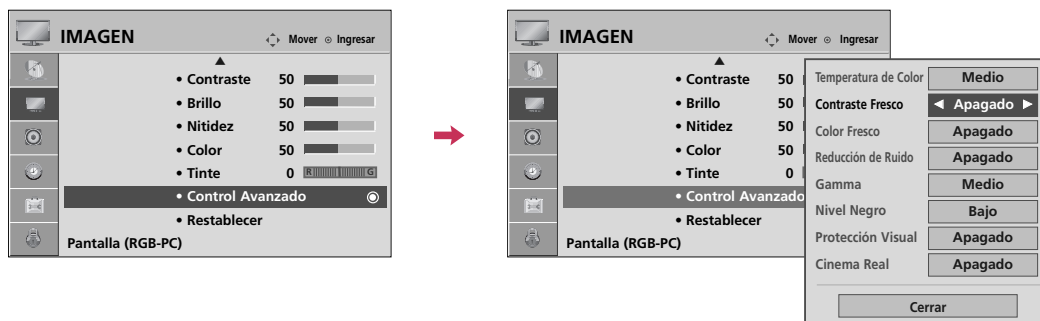 IMAGEN
Mover
Ingresar
• Contraste 50
• Brillo 50
• Nitidez 50
• Color 50
• Tinte 0 R G
• Control Avanzado
• Restablecer
Pantalla (RGB-PC)
IMAGEN
Mover
Ingresar
• Contraste 50
• Brillo 50
• Nitidez 50
• Color 50
• Tinte 0
• Control Avanzado
• Restablecer
Pantalla (RGB-PC)
Temperatura de Color Medio
Contraste Fresco ◄ Apagado ►
Color Fresco Apagado
Reducción de Ruido Apagado
Gamma Medio
Nivel Negro Bajo
Protección Visual Apagado
Cinema Real Apagado
Cerrar